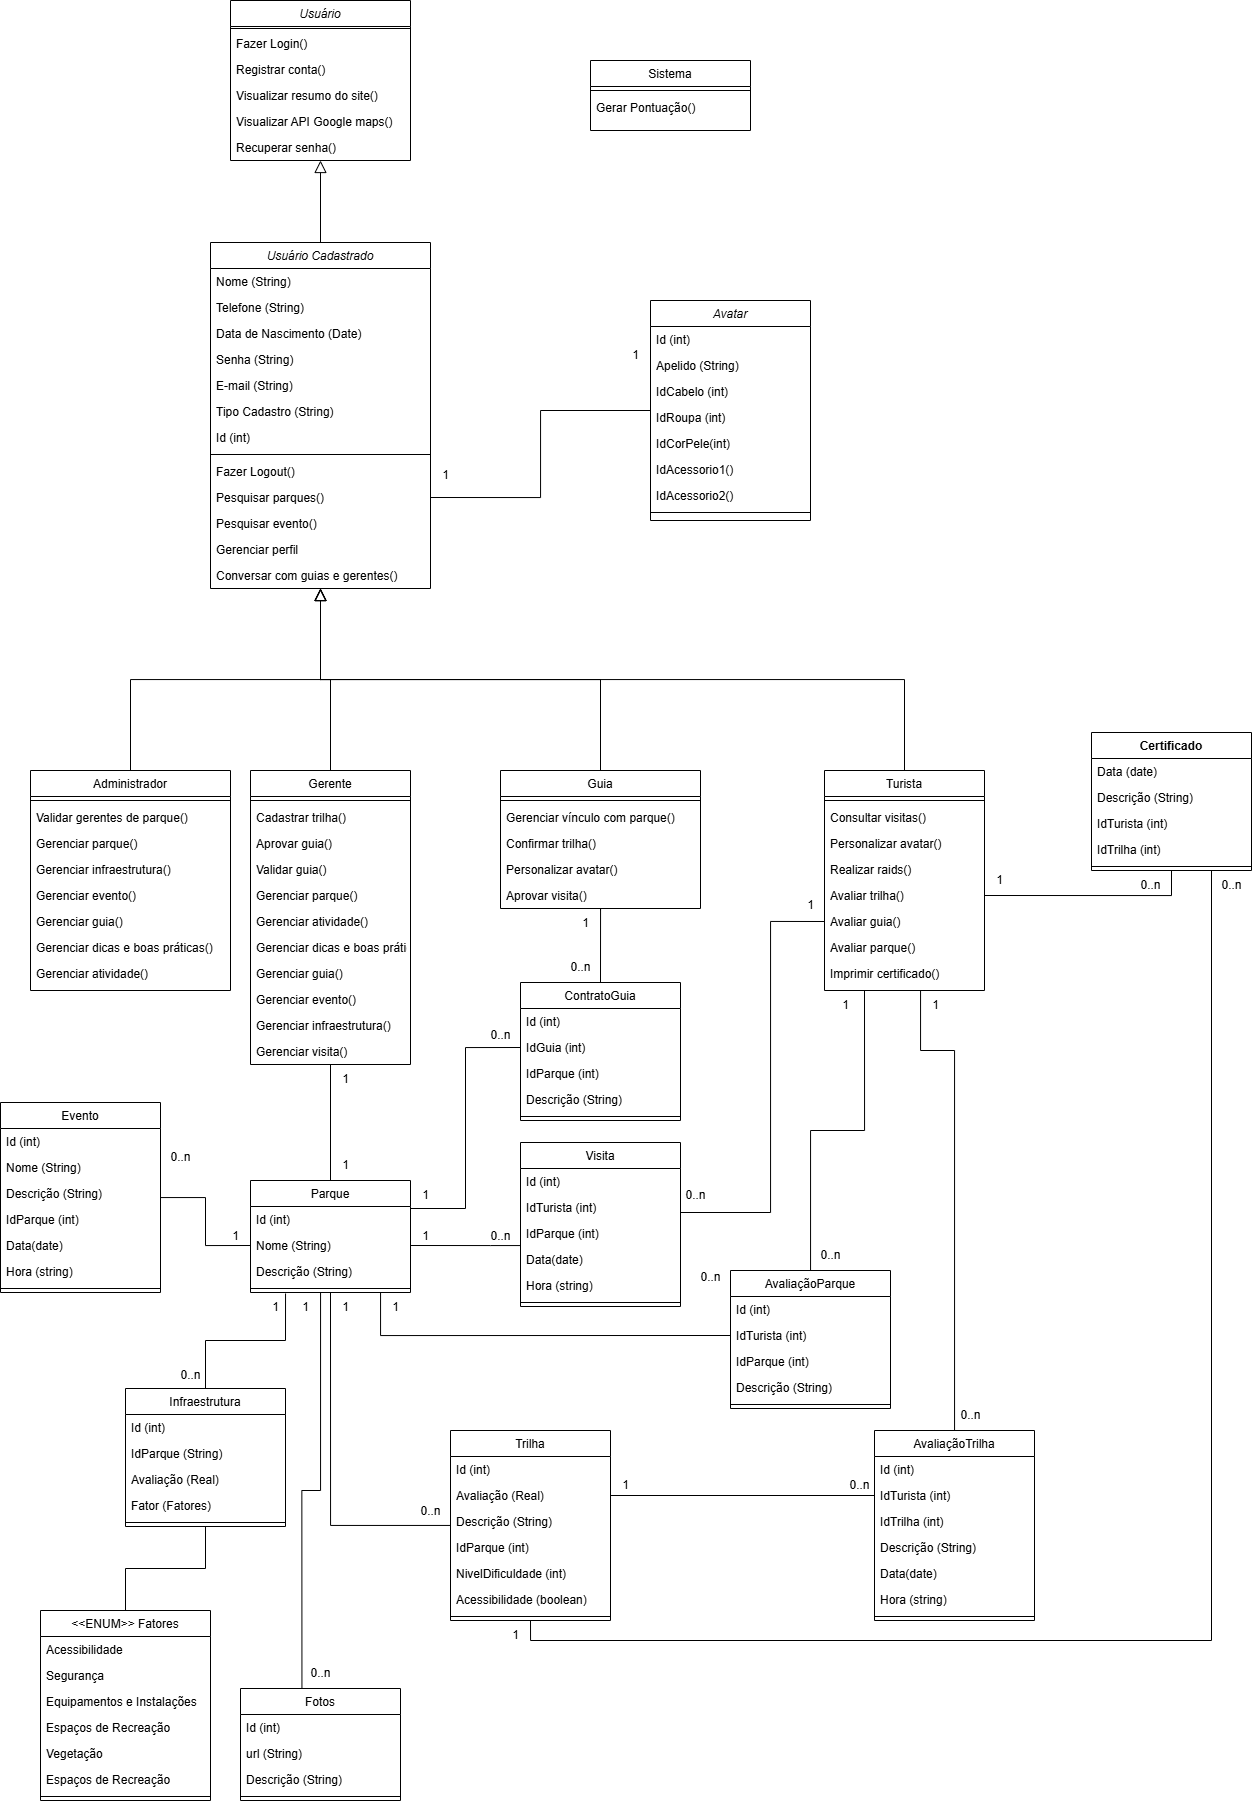 Usuário
Fazer Login()
Registrar conta()
Visualizar resumo do site()
Visualizar API Google maps()
Recuperar senha()
Sistema
Gerar Pontuação()
Usuário Cadastrado
Nome (String)
Telefone (String)
Data de Nascimento (Date)
Senha (String)
E-mail (String)
Tipo Cadastro (String)
Id (int)
Fazer Logout()
Pesquisar parques()
Pesquisar evento()
Gerenciar perfil
Conversar com guias e gerentes()
1
1
Avatar
Id (int)
Apelido (String)
IdCabelo (int)
IdRoupa (int)
IdCorPele(int)
IdAcessorio1()
IdAcessorio2()
Administrador
Validar gerentes de parque()
Gerenciar parque()
Gerenciar infraestrutura()
Gerenciar evento()
Gerenciar guia()
Gerenciar dicas e boas práticas()
Gerenciar atividade()
Gerente
Cadastrar trilha()
Aprovar guia()
Validar guia()
Gerenciar parque()
Gerenciar atividade()
Gerenciar dicas e boas práti
Gerenciar guia()
Gerenciar evento()
Gerenciar infraestrutura()
Gerenciar visita()
1
1
Guia
Gerenciar vínculo com parque()
Confirmar trilha()
Personalizar avatar()
Aprovar visita()
1
0..n
Turista
Consultar visitas()
Personalizar avatar()
Realizar raids()
Avaliar trilha()
Avaliar guia()
Avaliar parque()
Imprimir certificado()
1
1
1
1
Certificado
Data (date)
Descrição (String)
IdTurista (int)
IdTrilha (int)
0..n
0..n
ContratoGuia
Id (int)
IdGuia (int)
IdParque (int)
Descrição (String)
0..n
Evento
Id (int)
Nome (String)
Descrição (String)
IdParque (int)
Data(date)
Hora (string)
0..n
1
Parque
Id (int)
Nome (String)
Descrição (String)
1
1
1
1
1
1
Visita
Id (int)
IdTurista (int)
IdParque (int)
Data(date)
Hora (string)
0..n
0..n
AvaliaçãoParque
Id (int)
IdTurista (int)
IdParque (int)
Descrição (String)
0..n
0..n
Infraestrutura
Id (int)
IdParque (String)
Avaliação (Real)
Fator (Fatores)
0..n
Trilha
Id (int)
Avaliação (Real)
Descrição (String)
IdParque (int)
NivelDificuldade (int)
Acessibilidade (boolean)
0..n
1
1
AvaliaçãoTrilha
Id (int)
IdTurista (int)
IdTrilha (int)
Descrição (String)
Data(date)
Hora (string)
0..n
0..n
<<ENUM>> Fatores
Acessibilidade
Segurança
Equipamentos e Instalações
Espaços de Recreação
Vegetação
Espaços de Recreação
0..n
Fotos
Id (int)
url (String)
Descrição (String)